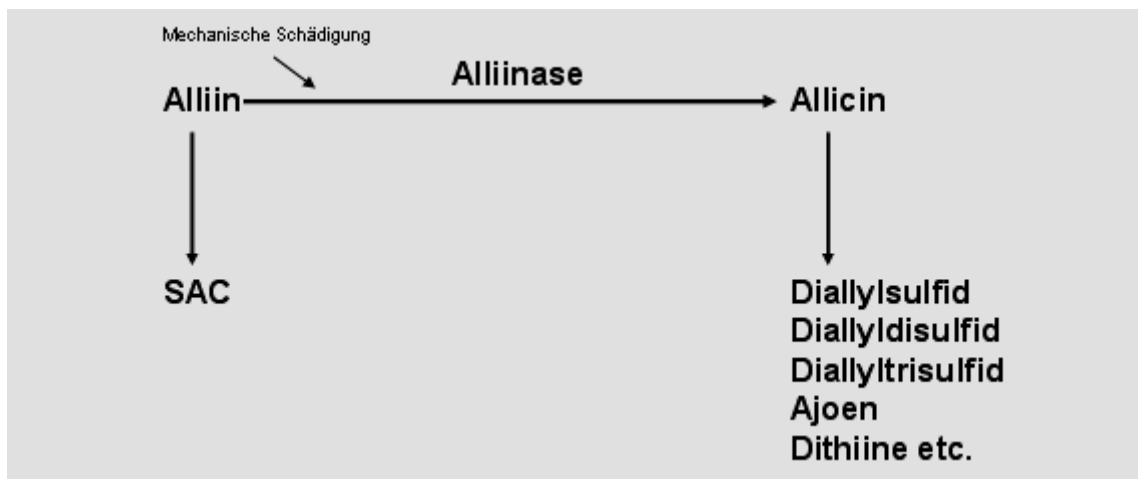 Mechanische Schädigung
Alliinase
Alliin
Allicin
SAC
Diallylsulfid
Diallyldisulfid
Diallyltrisulfid
Ajoen
Dithiine etc.